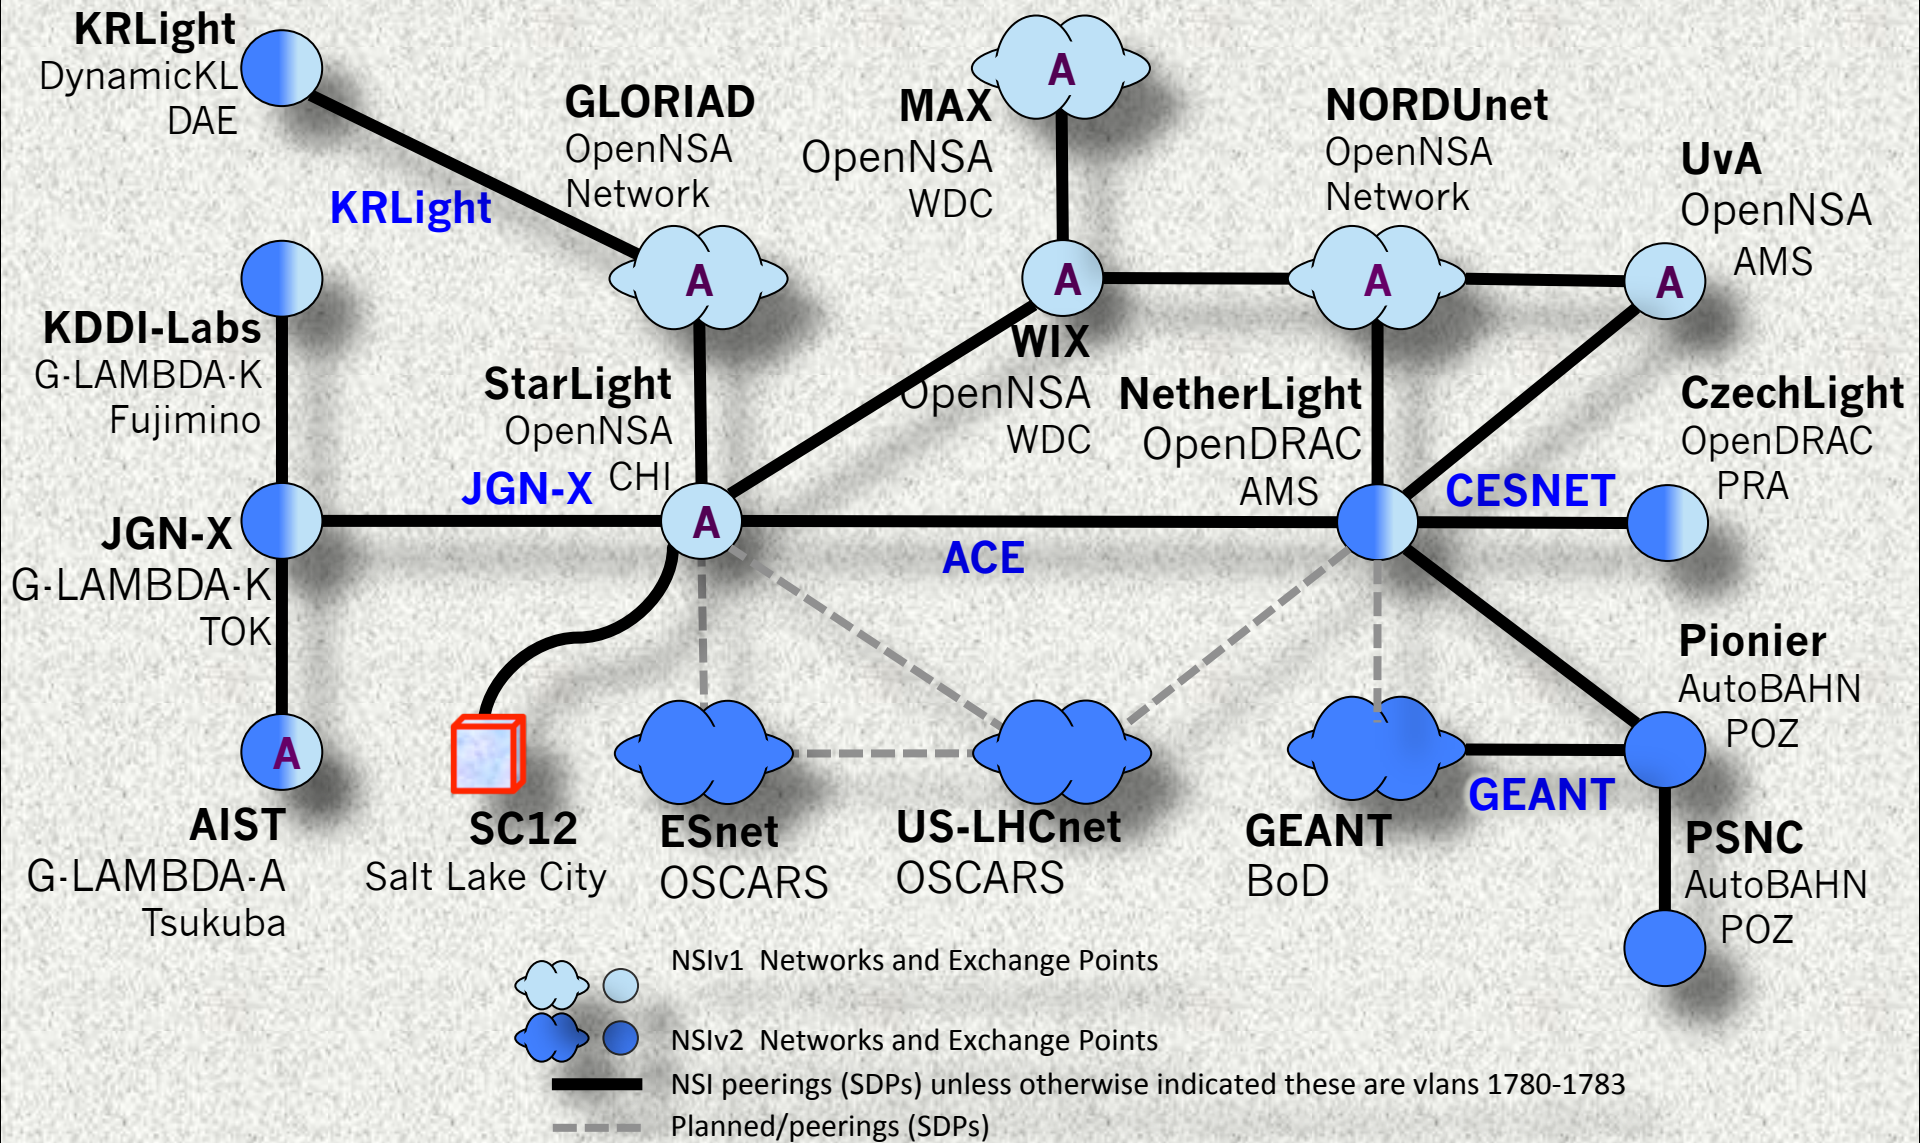 KRLight
DynamicKL
DAE
KRLight
GLORIAD
OpenNSA
Network
A
MAX
OpenNSA
WDC
A
NORDUnet
OpenNSA
Network
A
UvA
OpenNSA
AMS
A
A
WIX
OpenNSA
WDC
KDDI-Labs
G-LAMBDA-K
Fujimino
StarLight
OpenNSA
CHI
A
JGN-X
NetherLight
OpenDRAC
AMS
CESNET
CzechLight
OpenDRAC
PRA
JGN-X
G-LAMBDA-K
TOK
ACE
Pionier
AutoBAHN
POZ
A
AIST
G-LAMBDA-A
Tsukuba
SC12
Salt Lake City
ESnet
OSCARS
US-LHCnet
OSCARS
GEANT
BoD
GEANT
PSNC
AutoBAHN
POZ
NSIv1 Networks and Exchange Points
NSIv2 Networks and Exchange Points
NSI peerings (SDPs) unless otherwise indicated these are vlans 1780-1783
Planned/peerings (SDPs)